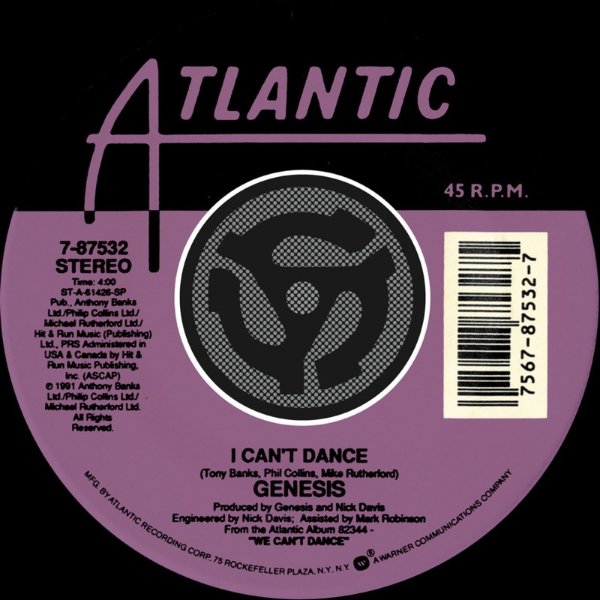 ATLANTIC
45 R.P.M.
7-87532
STEREO
Time: 4:00
ST-A-61426-SP
Pub., Anthony Banks
Ltd./Philip Collins Ltd./
Michael Rutherford Ltd./
Hit & Run Music (Publishing)
Ltd., PRS Administered in
USA & Canada by Hit &
Run Music Publishing,
Inc. (ASCAP)
℗ 1991 Anthony Banks
Ltd./Philip Collins Ltd./
Michael Rutherford Ltd.
All Rights
Reserved.
7567-87532-7
I CAN'T DANCE
(Tony Banks, Phil Collins, Mike Rutherford)
GENESIS
Produced by Genesis and Nick Davis
Engineered by Nick Davis; Assisted by Mark Robinson
From the Atlantic Album 82344 -
"WE CAN'T DANCE"
MFG. BY ATLANTIC RECORDING CORP. 75 ROCKEFELLER PLAZA, N.Y. N.Y. W ® A WARNER COMMUNICATIONS COMPANY